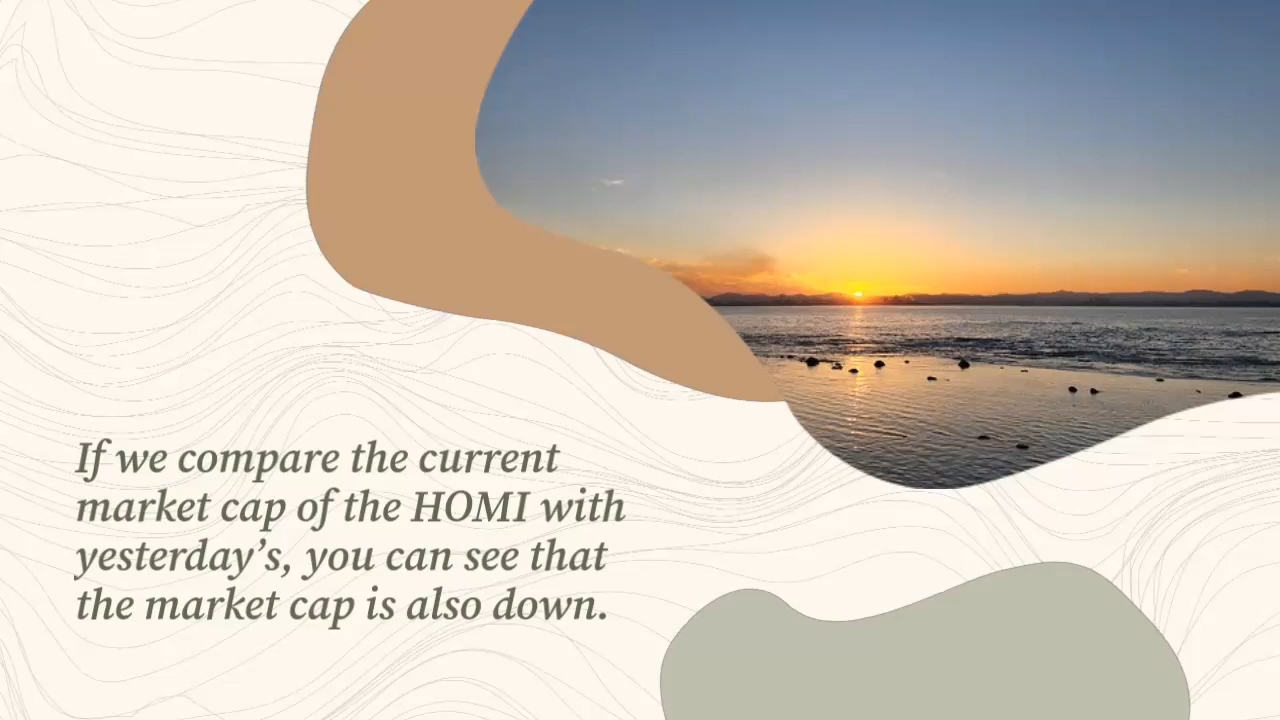 If we compare the current
market cap of the HOMI with
yesterday’s, you can see that
the market cap is also down.